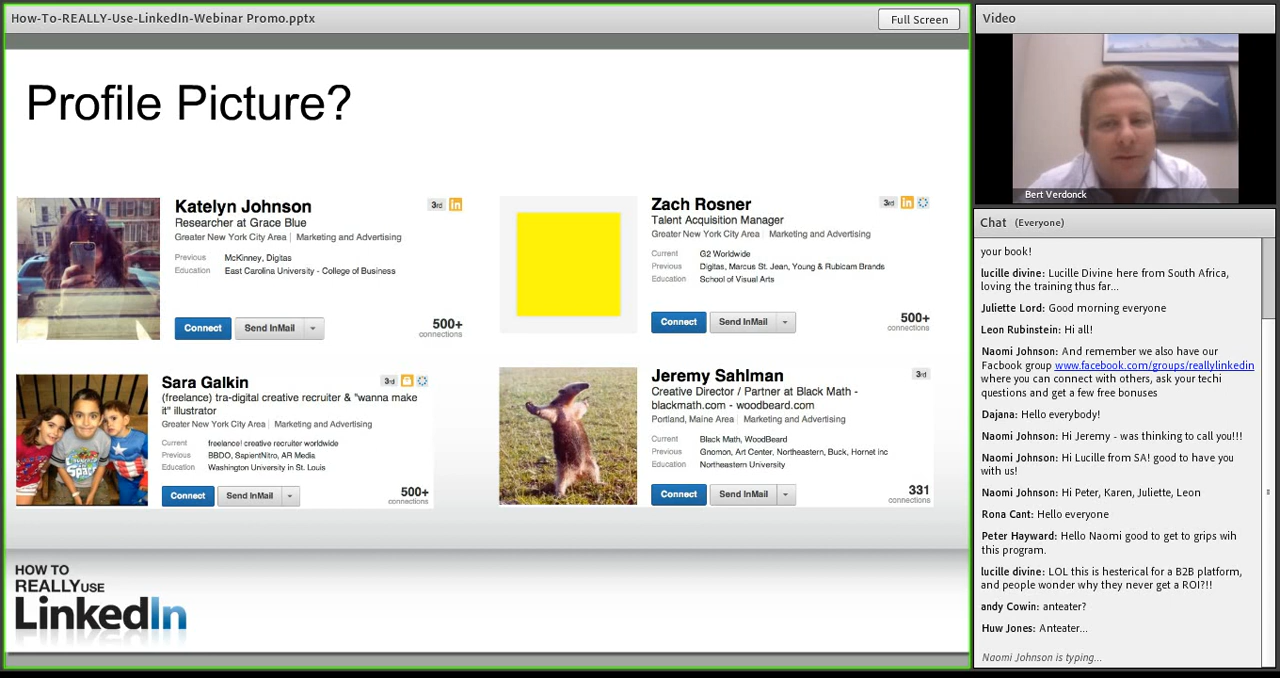 How-To-REALLY-Use-LinkedIn-Webinar Promo.pptx
Full Screen
Profile Picture?
Katelyn Johnson
3rd in
Researcher at Grace Blue
Greater New York City Area | Marketing and Advertising
Previous McKinney, Digitas
Education East Carolina University - College of Business
Connect Send InMail
500+
connections
Zach Rosner
3rd in
Talent Acquisition Manager
Greater New York City Area | Marketing and Advertising
Current G2 Worldwide
Previous Digitas, Marcus St. Jean, Young & Rubicam Brands
Education School of Visual Arts
Connect Send InMail
500+
connections
Sara Galkin
3rd
(freelance) tra-digital creative recruiter & "wanna make
it" illustrator
Greater New York City Area | Marketing and Advertising
Current freelance! creative recruiter worldwide
Previous BBDO, SapientNitro, AR Media
Education Washington University in St. Louis
Connect Send InMail
500+
connections
Jeremy Sahlman
3rd
Creative Director / Partner at Black Math -
blackmath.com - woodbeard.com
Portland, Maine Area | Marketing and Advertising
Current Black Math, WoodBeard
Previous Gnomon, Art Center, Northeastern, Buck, Hornet inc
Education Northeastern University
Connect Send InMail
331
connections
HOW TO
REALLY USE
LinkedIn
Video
Bert Verdonck
Chat (Everyone)
your book!
lucille divine: Lucille Divine here from South Africa,
loving the training thus far...
Juliette Lord: Good morning everyone
Leon Rubinstein: Hi all!
Naomi Johnson: And remember we also have our
Facbook group www.facebook.com/groups/reallylinkedin
where you can connect with others, ask your techi
questions and get a few free bonuses
Dajana: Hello everybody!
Naomi Johnson: Hi Jeremy - was thinking to call you!!!
Naomi Johnson: Hi Lucille from SA! good to have you
with us!
Naomi Johnson: Hi Peter, Karen, Juliette, Leon
Rona Cant: Hello everyone
Peter Hayward: Hello Naomi good to get to grips wih
this program.
lucille divine: LOL this is hesterical for a B2B platform,
and people wonder why they never get a ROI?!!
andy Cowin: anteater?
Huw Jones: Anteater...
Naomi Johnson is typing...